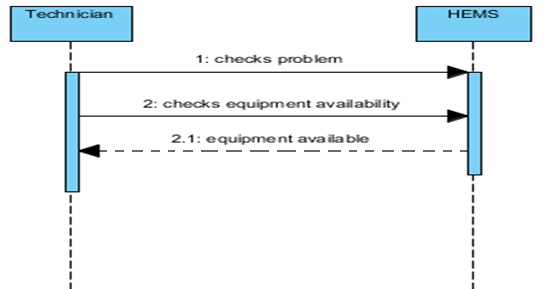 Technician
HEMS
1: checks problem
2: checks equipment availability
2.1: equipment available